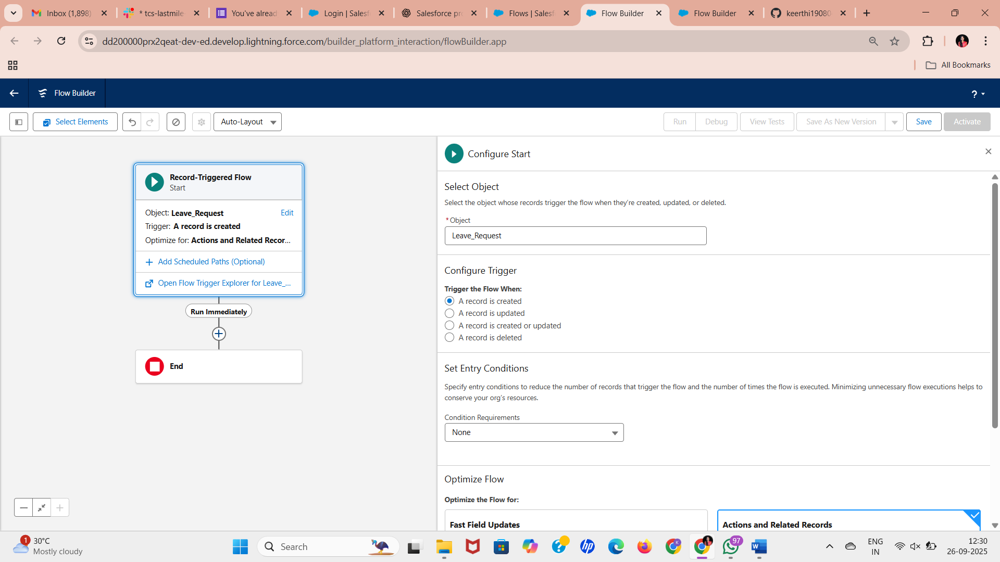 Inbox (1,898)
* tcs-lastmile
You've alread
Login | Salesf
Salesforce pr
Flows | Salesf
Flow Builder
Flow Builder
keerthi19080
dd200000prx2qeat-dev-ed.develop.lightning.force.com/builder_platform_interaction/flowBuilder.app
All Bookmarks
Flow Builder
?
Select Elements
Auto-Layout
Run
Debug
View Tests
Save As New Version
Save
Activate
Record-Triggered Flow
Start
Object: Leave_Request
Edit
Trigger: A record is created
Optimize for: Actions and Related Recor...
Add Scheduled Paths (Optional)
Open Flow Trigger Explorer for Leave_...
Run Immediately
End
Configure Start
Select Object
Select the object whose records trigger the flow when they're created, updated, or deleted.
* Object
Leave_Request
Configure Trigger
Trigger the Flow When:
A record is created
A record is updated
A record is created or updated
A record is deleted
Set Entry Conditions
Specify entry conditions to reduce the number of records that trigger the flow and the number of times the flow is executed. Minimizing unnecessary flow executions helps to
conserve your org's resources.
Condition Requirements
None
Optimize Flow
Optimize the Flow for:
Fast Field Updates
Actions and Related Records
1
30°C
Mostly cloudy
Search
hp
K
97
W
ENG
IN
12:30
26-09-2025